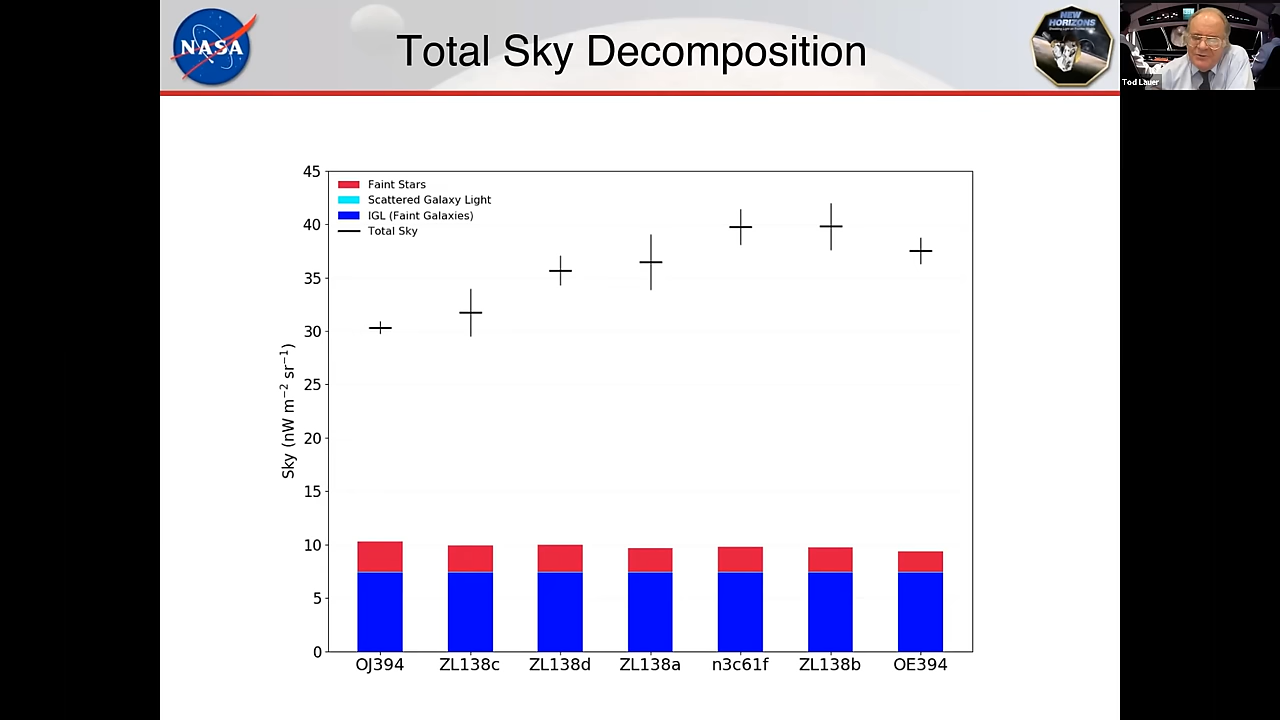 NASA
Total Sky Decomposition
NEW HORIZONS
Tod Lauer
45
40
35
30
25
20
15
10
5
0
Sky (nW m⁻² sr⁻¹)
Faint Stars
Scattered Galaxy Light
IGL (Faint Galaxies)
Total Sky
OJ394 ZL138c ZL138d ZL138a n3c61f ZL138b OE394